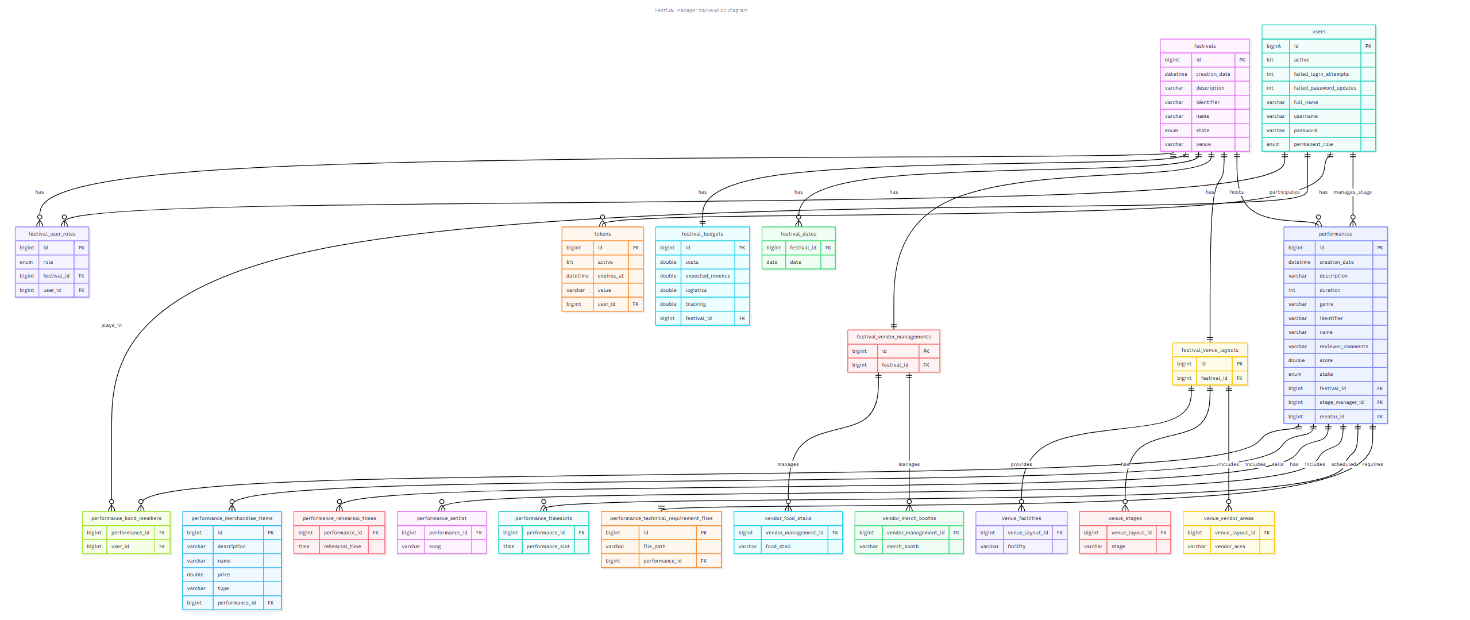 Festival manager backend db diagram
users
bigint id PK
bit active
int failed_login_attempts
int failed_password_updates
varchar full_name
varchar username
varchar password
enum permanent_role
festivals
bigint id PK
datetime creation_date
varchar description
varchar identifier
varchar name
enum state
varchar venue
has
has
has
has
has
hosts
participates
has
manages_stage
festival_user_roles
bigint id PK
enum role
bigint festival_id FK
bigint user_id FK
tokens
bigint id PK
bit active
datetime expires_at
varchar value
bigint user_id FK
festival_budgets
bigint id PK
double costs
double expected_revenue
double logistics
double tracking
bigint festival_id FK
festival_dates
bigint festival_id FK
date date
performances
bigint id PK
datetime creation_date
varchar description
int duration
varchar genre
varchar identifier
varchar name
varchar reviewer_comments
double score
enum state
bigint festival_id FK
bigint stage_manager_id FK
bigint creator_id FK
plays_in
festival_vendor_managements
bigint id PK
bigint festival_id FK
festival_venue_layouts
bigint id PK
bigint festival_id FK
manages
manages
provides
has
includes
includes
sells
has
includes
scheduled
requires
performance_band_members
bigint performance_id FK
bigint user_id FK
performance_merchandise_items
bigint id PK
varchar description
varchar name
double price
varchar type
bigint performance_id FK
performance_rehearsal_times
bigint performance_id FK
time rehearsal_time
performance_setlist
bigint performance_id FK
varchar song
performance_timeslots
bigint performance_id FK
time performance_slot
performance_technical_requirement_files
bigint id PK
varchar file_path
bigint performance_id FK
vendor_food_stalls
bigint vendor_management_id FK
varchar food_stall
vendor_merch_booths
bigint vendor_management_id FK
varchar merch_booth
venue_facilities
bigint venue_layout_id FK
varchar facility
venue_stages
bigint venue_layout_id FK
varchar stage
venue_vendor_areas
bigint venue_layout_id FK
varchar vendor_area